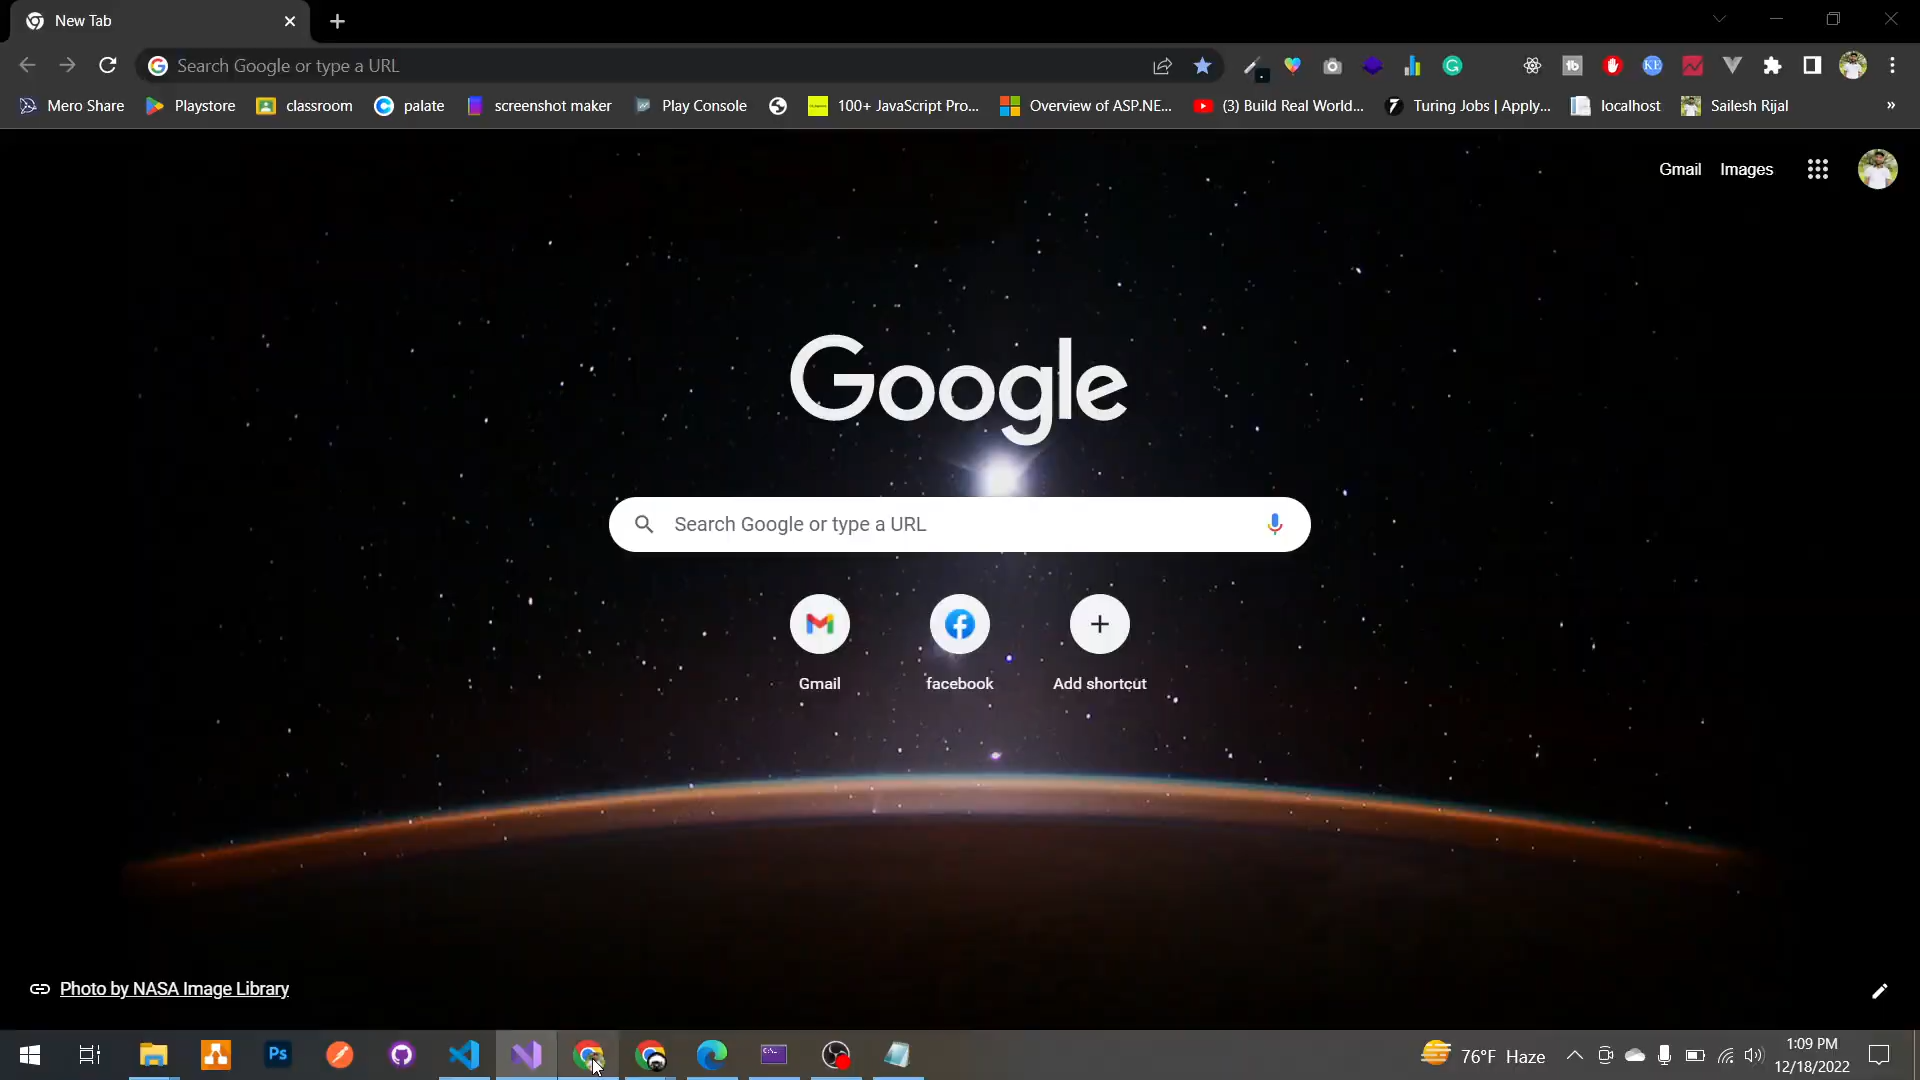 New Tab
Search Google or type a URL
Mero Share Playstore classroom palate screenshot maker Play Console 100+ JavaScript Pro... Overview of ASP.NE... (3) Build Real World... Turing Jobs | Apply... localhost Sailesh Rijal »
Gmail Images
Google
Search Google or type a URL
Gmail facebook Add shortcut
Photo by NASA Image Library
Ps
76°F Haze
1:09 PM
12/18/2022